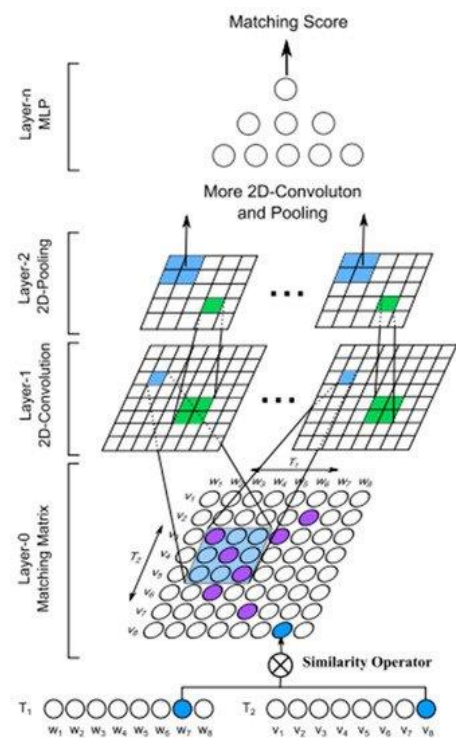 Matching Score
Layer-n
MLP
More 2D-Convoluton
and Pooling
Layer-2
2D-Pooling
Layer-1
2D-Convolution
Layer-0
Matching Matrix
T1
w1 w2 w3 w4 w5 w6 w7 w8
T2
v1
v2
v3
v4
v5
v6
v7
v8
Similarity Operator
T1
w1 w2 w3 w4 w5 w6 w7 w8
T2
v1 v2 v3 v4 v5 v6 v7 v8